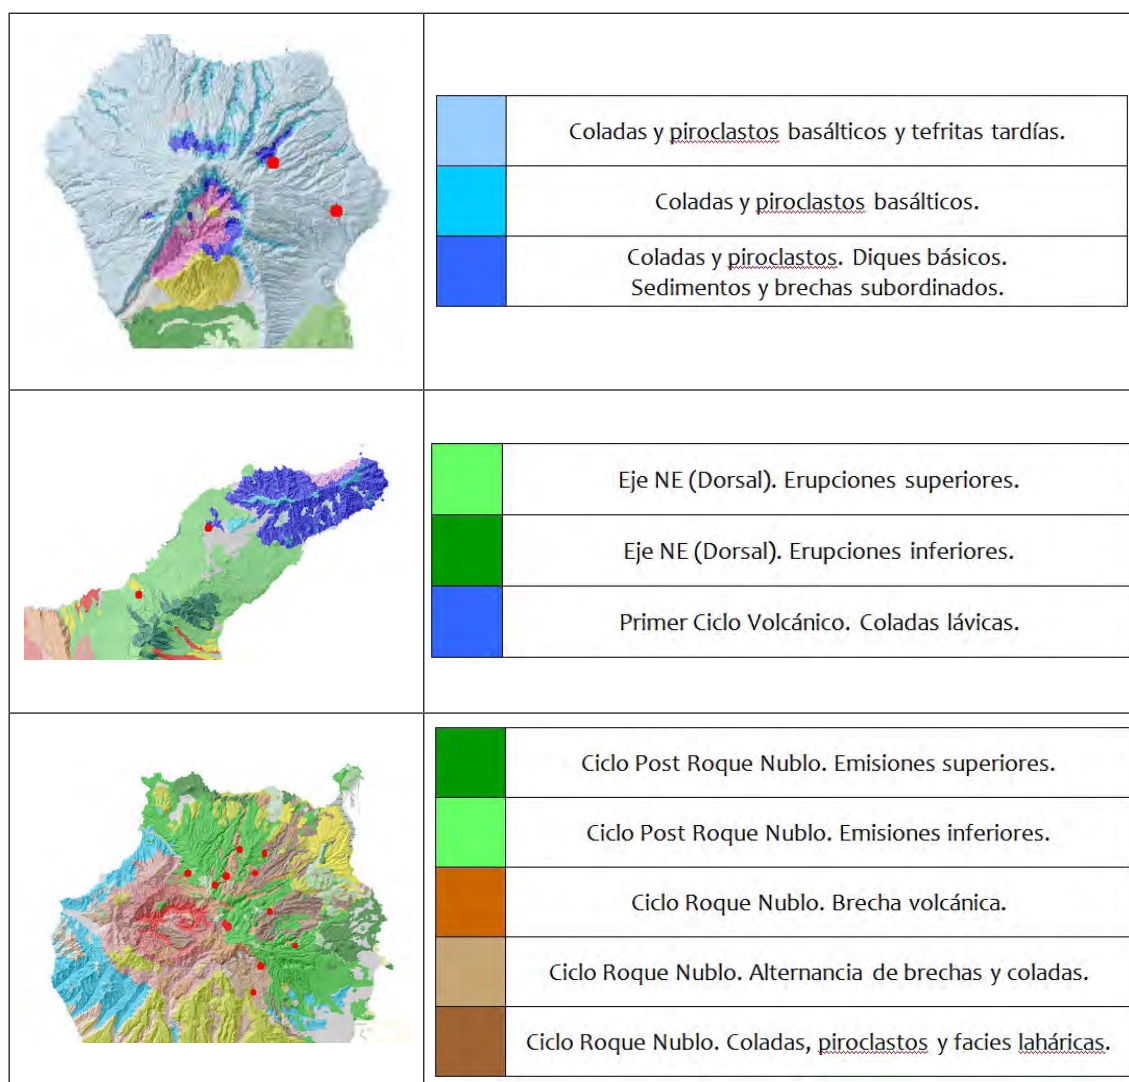 Coladas y piroclastos basálticos y tefritas tardías.
Coladas y piroclastos basálticos.
Coladas y piroclastos. Diques básicos.
Sedimentos y brechas subordinados.
Eje NE (Dorsal). Erupciones superiores.
Eje NE (Dorsal). Erupciones inferiores.
Primer Ciclo Volcánico. Coladas lávicas.
Ciclo Post Roque Nublo. Emisiones superiores.
Ciclo Post Roque Nublo. Emisiones inferiores.
Ciclo Roque Nublo. Brecha volcánica.
Ciclo Roque Nublo. Alternancia de brechas y coladas.
Ciclo Roque Nublo. Coladas, piroclastos y facies laháricas.